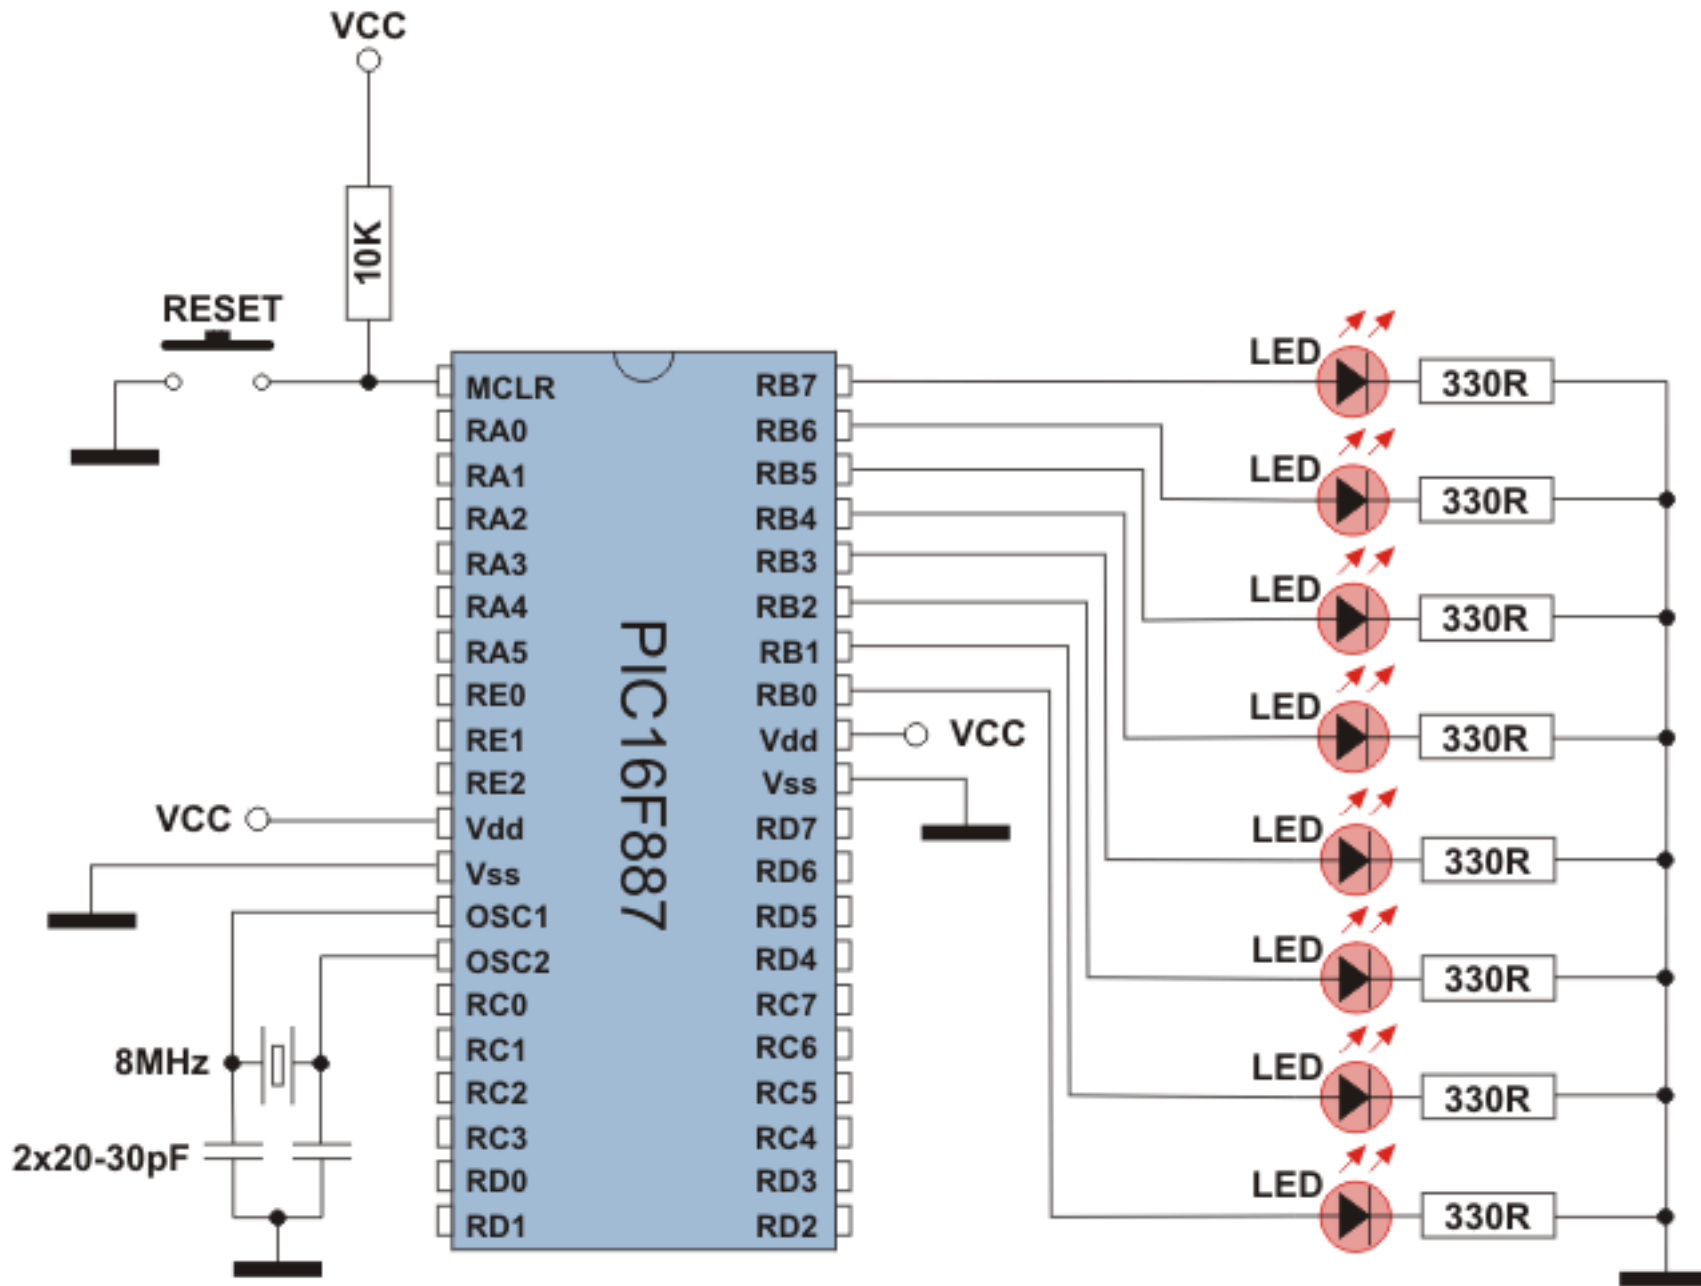 VCC
10K
RESET
MCLR
RA0
RA1
RA2
RA3
RA4
RA5
RE0
RE1
RE2
Vdd
Vss
OSC1
OSC2
RC0
RC1
RC2
RC3
RD0
RD1
PIC16F887
RB7
RB6
RB5
RB4
RB3
RB2
RB1
RB0
Vdd
Vss
RD7
RD6
RD5
RD4
RC7
RC6
RC5
RC4
RD3
RD2
VCC
VCC
8MHz
2x20-30pF
LED 330R
LED 330R
LED 330R
LED 330R
LED 330R
LED 330R
LED 330R
LED 330R